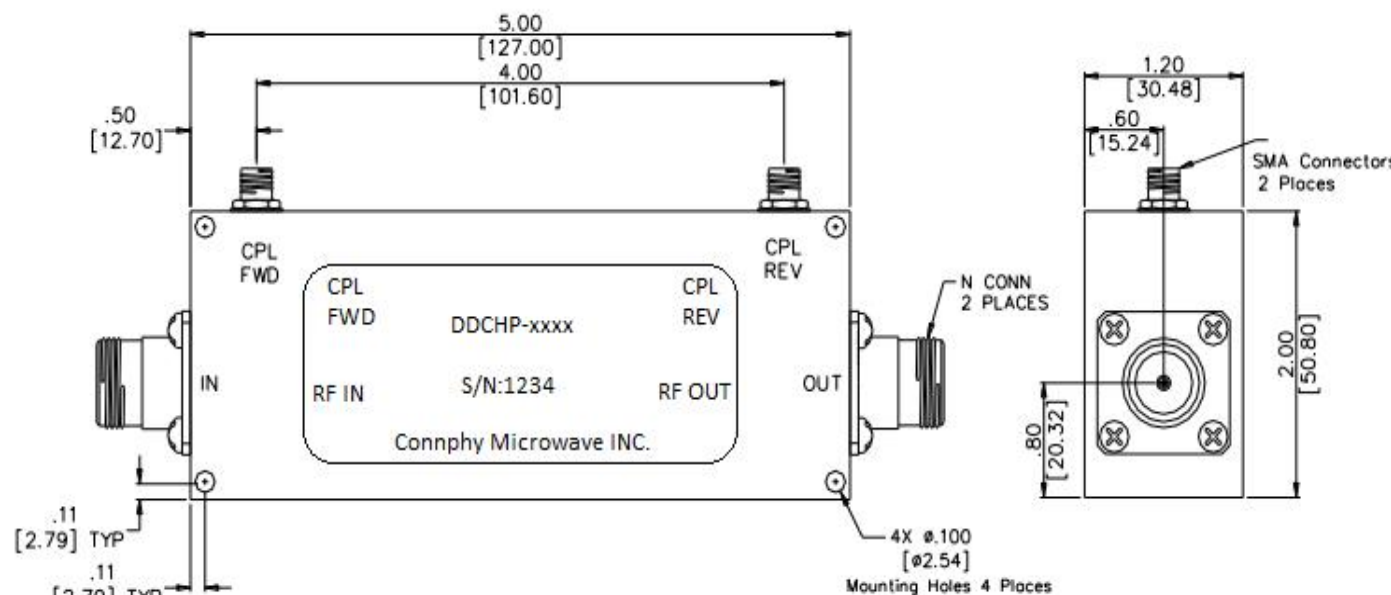 5.00
[127.00]
4.00
[101.60]
.50
[12.70]
1.20
[30.48]
.60
[15.24]
SMA Connectors
2 Places
CPL
FWD
CPL
REV
CPL
FWD
CPL
REV
N CONN
2 PLACES
DDCHP-xxxx
IN
RF IN
S/N:1234
RF OUT
OUT
Connphy Microwave INC.
2.00
[50.80]
.80
[20.32]
.11
[2.79] TYP
.11
[2.79] TYP
4X ø.100
[ø2.54]
Mounting Holes 4 Places